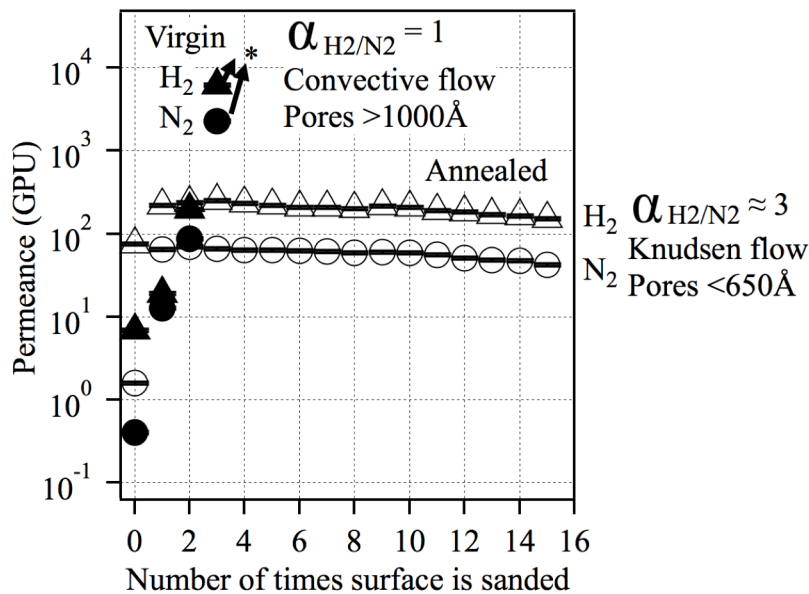 Virgin
α H2/N2 = 1
H2
Convective flow
N2
Pores >1000Å
*
Annealed
H2
α H2/N2 ≈ 3
N2
Knudsen flow
Pores <650Å
Permeance (GPU)
10^4
10^3
10^2
10^1
10^0
10^-1
0 2 4 6 8 10 12 14 16
Number of times surface is sanded